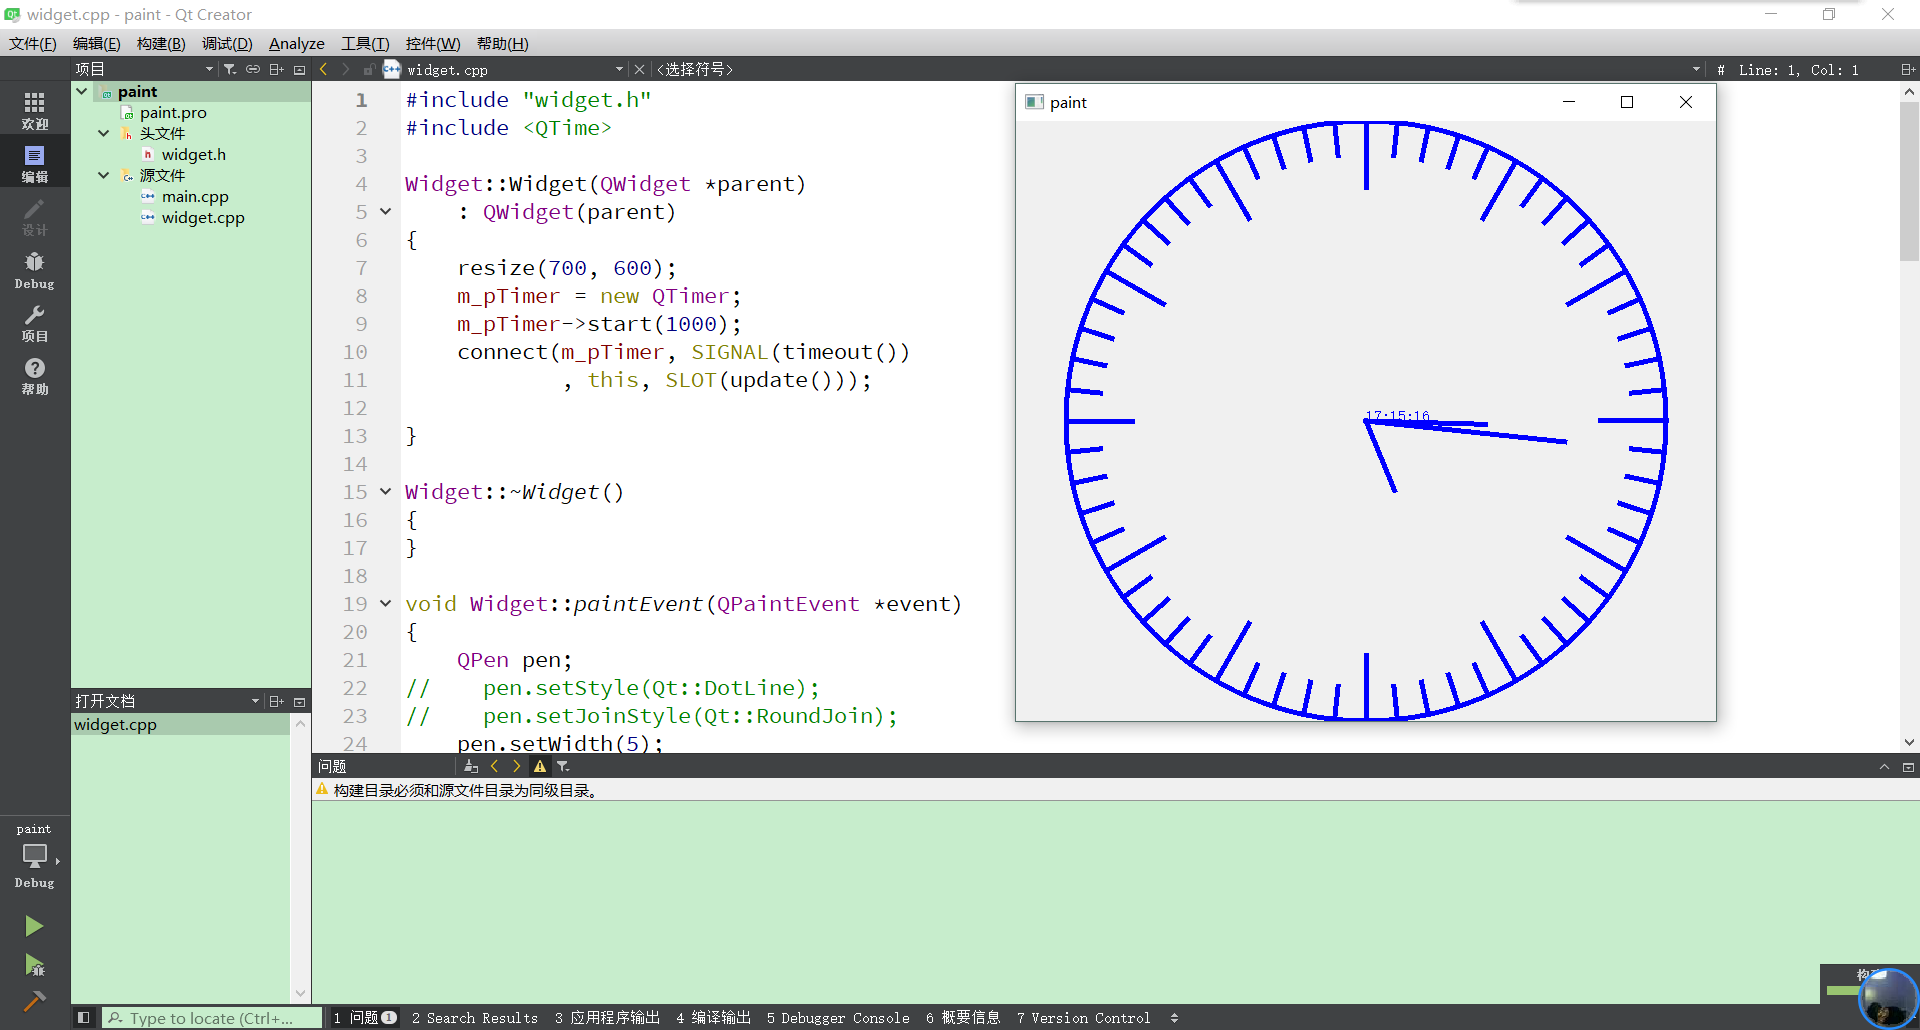 widget.cpp - paint - Qt Creator
文件(F) 编辑(E) 构建(B) 调试(D) Analyze 工具(T) 控件(W) 帮助(H)
项目
widget.cpp
<选择符号>
# Line: 1, Col: 1
欢迎
编辑
设计
Debug
项目
帮助
paint
Debug
paint
paint.pro
头文件
widget.h
源文件
main.cpp
widget.cpp
打开文档
widget.cpp
1 #include "widget.h"
2 #include <QTime>
3
4 Widget::Widget(QWidget *parent)
5     : QWidget(parent)
6 {
7     resize(700, 600);
8     m_pTimer = new QTimer;
9     m_pTimer->start(1000);
10     connect(m_pTimer, SIGNAL(timeout())
11             , this, SLOT(update()));
12
13 }
14
15 Widget::~Widget()
16 {
17 }
18
19 void Widget::paintEvent(QPaintEvent *event)
20 {
21     QPen pen;
22 //    pen.setStyle(Qt::DotLine);
23 //    pen.setJoinStyle(Qt::RoundJoin);
24     pen.setWidth(5);
paint
17:15:16
问题
构建目录必须和源文件目录为同级目录。
Type to locate (Ctrl+...
1 问题 1 2 Search Results 3 应用程序输出 4 编译输出 5 Debugger Console 6 概要信息 7 Version Control